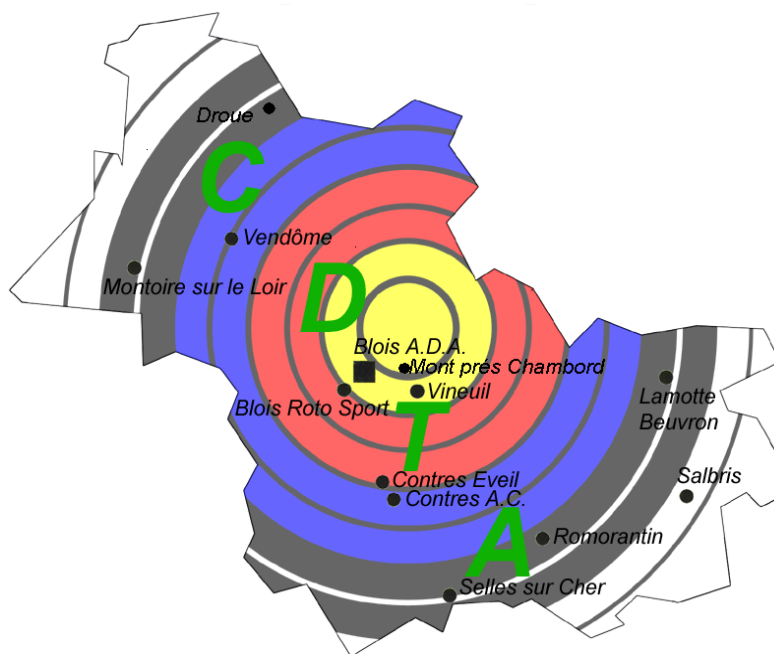 Droue
C
Vendôme
Montoire sur le Loir
D
Blois A.D.A.
Mont prés Chambord
Vineuil
Blois Roto Sport
T
Lamotte
Beuvron
Contres Eveil
Contres A.C.
Salbris
A
Romorantin
Selles sur Cher